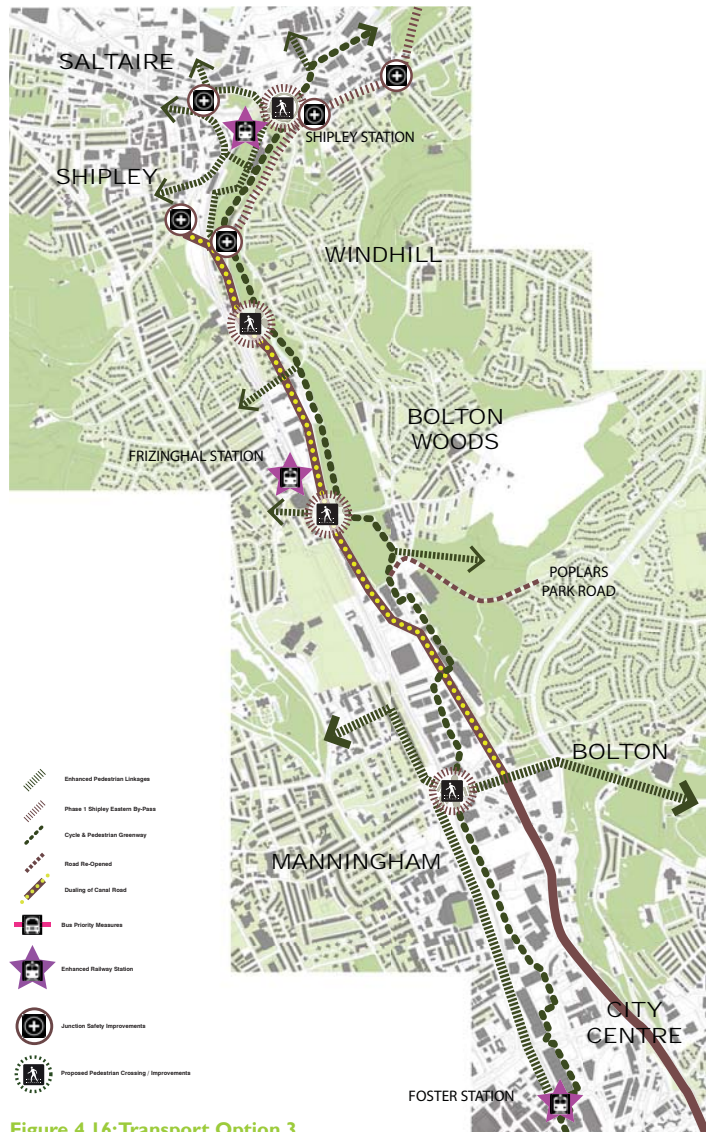 SALTAIRE
SHIPLEY STATION
SHIPLEY
WINDHILL
BOLTON
WOODS
FRIZINGHAL STATION
POPLARS
PARK ROAD
BOLTON
MANNINGHAM
CITY
CENTRE
FOSTER STATION
Enhanced Pedestrian Linkages
Phase 1 Shipley Eastern By-Pass
Cycle & Pedestrian Greenway
Road Re-Opened
Dualing of Canal Road
Bus Priority Measures
Enhanced Railway Station
Junction Safety Improvements
Proposed Pedestrian Crossing / Improvements
Figure 4.16: Transport Option 3